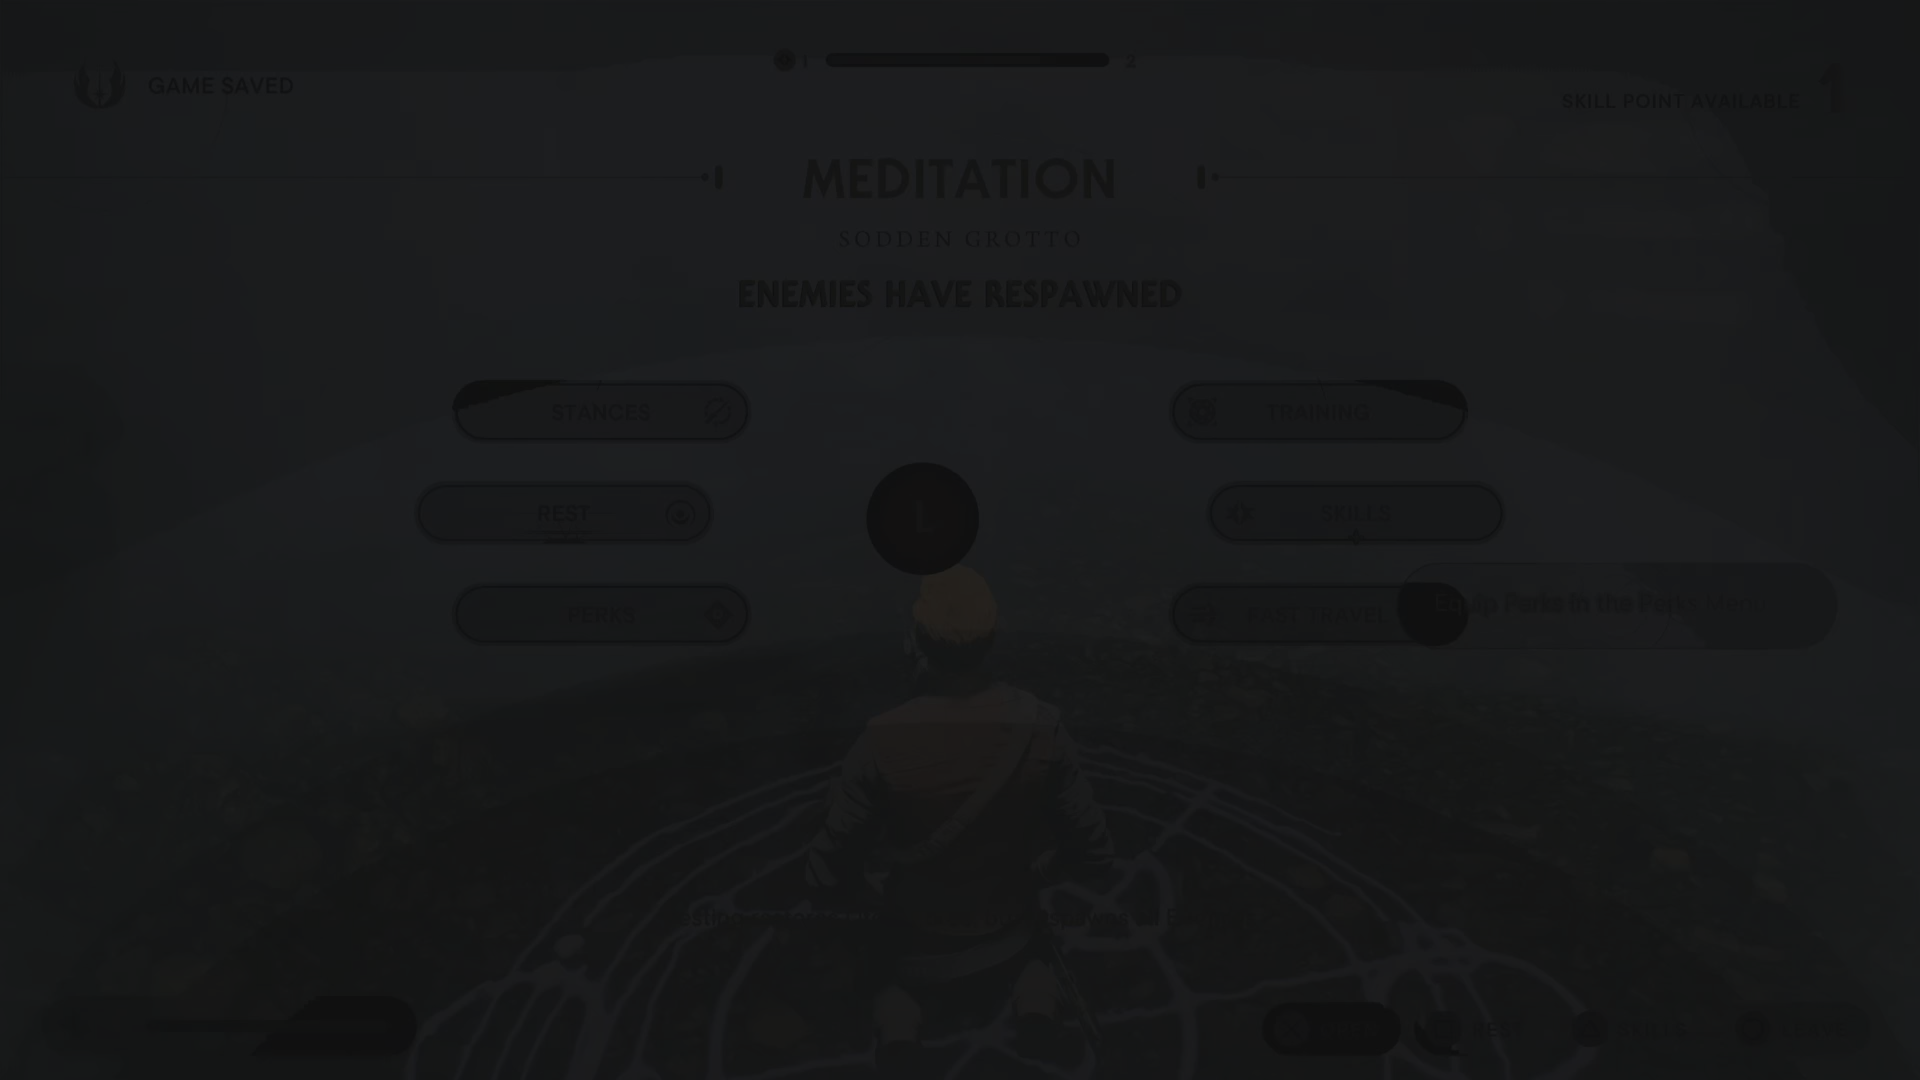 1 2
GAME SAVED
SKILL POINT AVAILABLE 1
MEDITATION
SODDEN GROTTO
ENEMIES HAVE RESPAWNED
STANCES
TRAINING
L
REST
SKILLS
PERKS
FAST TRAVEL
Equip Perks in the Perks Menu